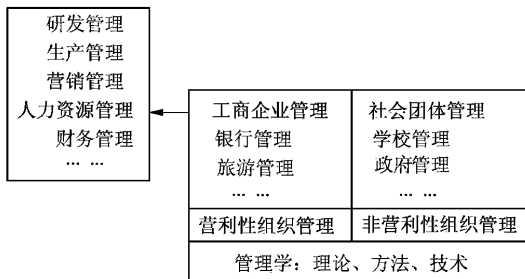 研发管理
生产管理
营销管理
人力资源管理
财务管理
… …
工商企业管理
银行管理
旅游管理
… …
社会团体管理
学校管理
政府管理
… …
营利性组织管理
非营利性组织管理
管理学：理论、方法、技术